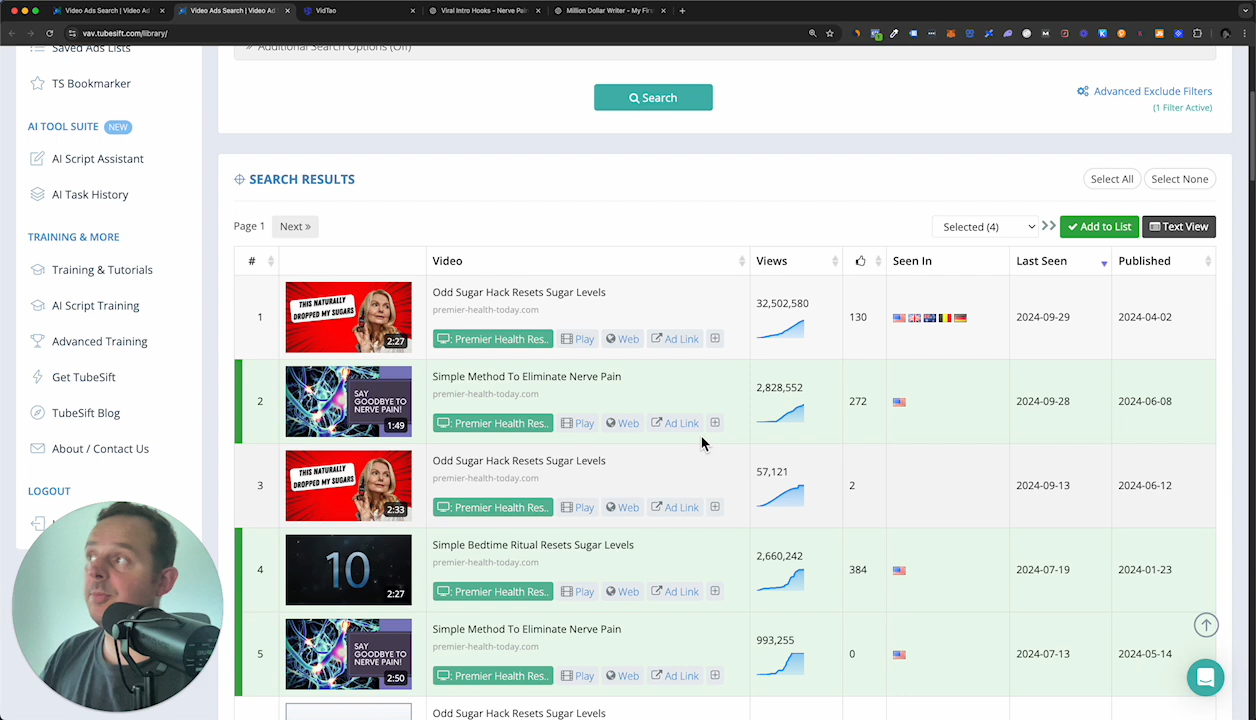 Video Ads Search | Video Ad
Video Ads Search | Video Ad
VidTao
Viral Intro Hooks - Nerve Pain
Million Dollar Writer - My Firs
vav.tubesift.com/library/
Saved Ads Lists
TS Bookmarker
AI TOOL SUITE NEW
AI Script Assistant
AI Task History
TRAINING & MORE
Training & Tutorials
AI Script Training
Advanced Training
Get TubeSift
TubeSift Blog
About / Contact Us
LOGOUT
Additional Search Options (Off)
Search
Advanced Exclude Filters
(1 Filter Active)
SEARCH RESULTS
Select All Select None
Page 1 Next » Selected (4) Add to List Text View
# Video Views Seen In Last Seen Published
1
THIS NATURALLY
DROPPED MY SUGARS
2:27
Odd Sugar Hack Resets Sugar Levels
premier-health-today.com
: Premier Health Res.. Play Web Ad Link
32,502,580
130
2024-09-29
2024-04-02
2
SAY
GOODBYE TO
NERVE PAIN!
1:49
Simple Method To Eliminate Nerve Pain
premier-health-today.com
: Premier Health Res.. Play Web Ad Link
2,828,552
272
2024-09-28
2024-06-08
3
THIS NATURALLY
DROPPED MY SUGARS
2:33
Odd Sugar Hack Resets Sugar Levels
premier-health-today.com
: Premier Health Res.. Play Web Ad Link
57,121
2
2024-09-13
2024-06-12
4
10
2:27
Simple Bedtime Ritual Resets Sugar Levels
premier-health-today.com
: Premier Health Res.. Play Web Ad Link
2,660,242
384
2024-07-19
2024-01-23
5
SAY
GOODBYE TO
NERVE PAIN!
2:50
Simple Method To Eliminate Nerve Pain
premier-health-today.com
: Premier Health Res.. Play Web Ad Link
993,255
0
2024-07-13
2024-05-14
Odd Sugar Hack Resets Sugar Levels